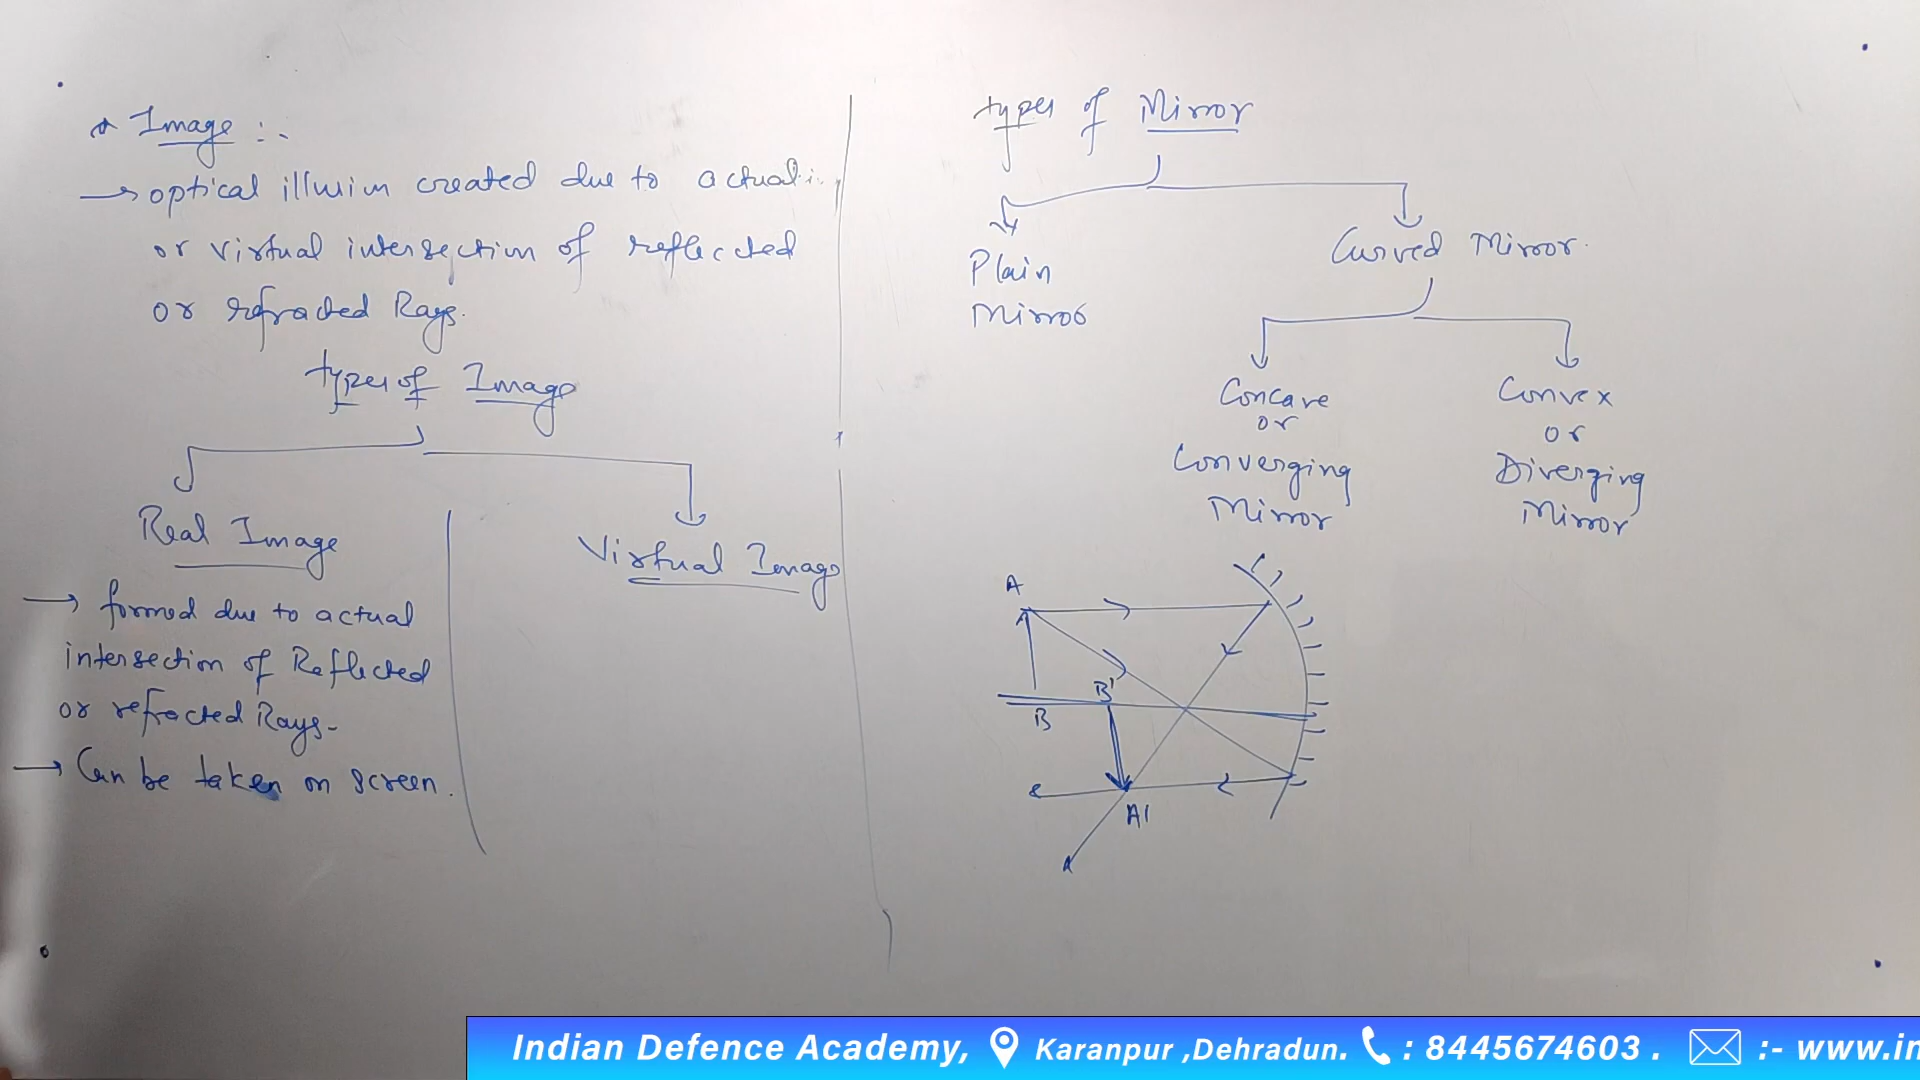 Image :-
→ optical illusion created due to actual
or virtual intersection of reflected
or refracted Rays.
types of Image
Real Image
→ formed due to actual
intersection of Reflected
or refracted Rays-
→ Can be taken on Screen.
Virtual Image
types of Mirror
Plain
Mirror
Curved Mirror
Concave
or
Converging
Mirror
Convex
or
Diverging
Mirror
A
B
B'
A'
Indian Defence Academy, Karanpur ,Dehradun. : 8445674603 . :- www.in